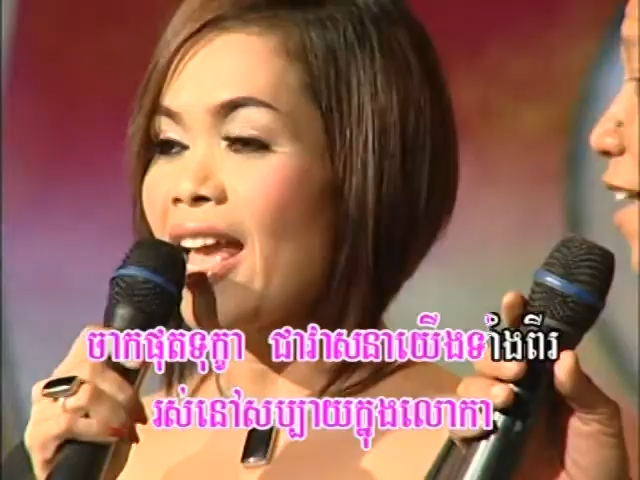 ចាកផុតទុក្ខា ជាវាសនាយើងទាំងពីរ
រស់នៅសប្បាយក្នុងលោកា